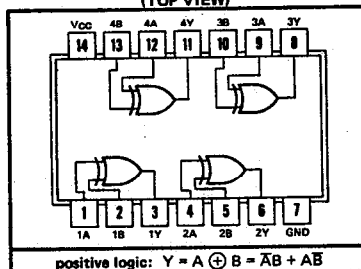 (TOP VIEW)
Vcc 4B 4A 4Y 3B 3A 3Y
14 13 12 11 10 9 8
1 2 3 4 5 6 7
1A 1B 1Y 2A 2B 2Y GND
positive logic: Y = A ⊕ B = A̅B + AB̅